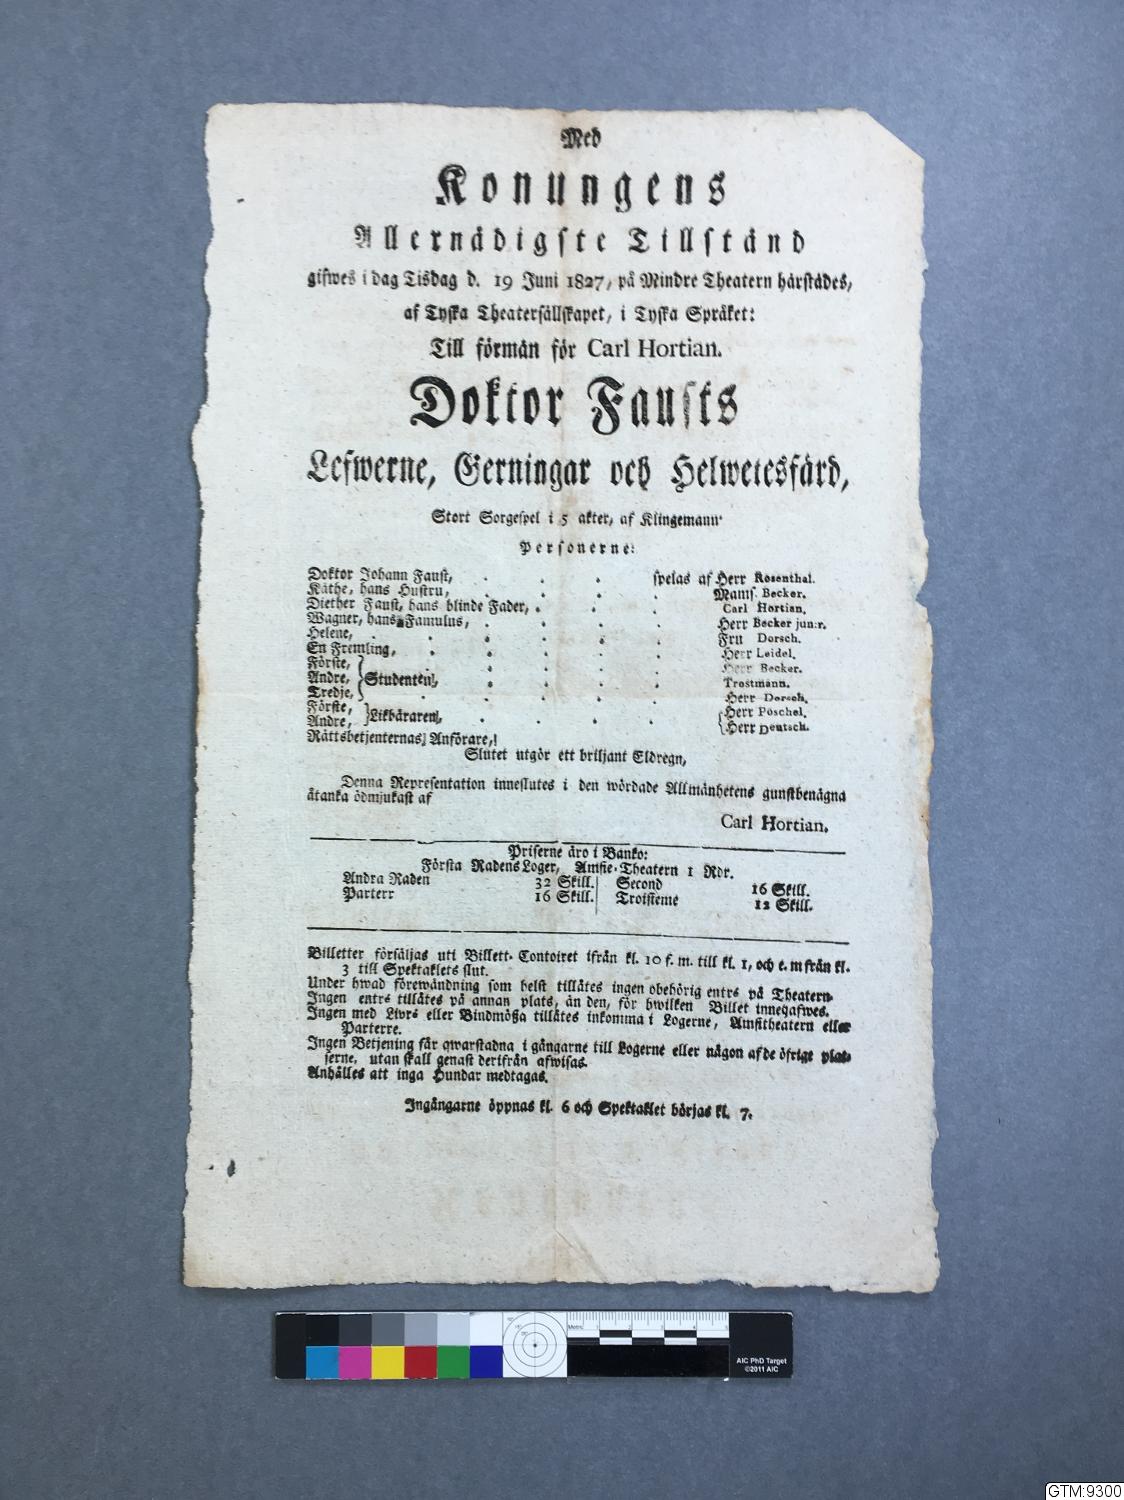 Med
Konungens
Allernådigste Tillstånd
gifwes i dag Tisdag d. 19 Juni 1827, på Mindre Theatern härstädes,
af Tyska Theatersällskapet, i Tyska Språket:
Till förmån för Carl Hortian.
Doktor Fausts
Lefwerne, Gerningar och Helwetesfärd,
Stort Sorgespel i 5 akter, af Klingemann.
Personerne:
Doktor Johann Faust, . . . spelas af Herr Rosenthal.
Käthe, hans Hustru, . . . . Mamf. Becker.
Diether Faust, hans blinde Fader, . . . . Carl Hortian.
Wagner, hans Famulus, . . . . Herr Becker jun:r.
Helene, . . . . . . Fru Dorsch.
En Fremling, . . . . . Herr Leidel.
Förste, . . . . Herr Becker.
Andre, Studenten, . . . . Trostmann.
Tredje, . . . . Herr Dorsch.
Förste, Herr Pöschel.
Andre, Likbäraren, . . . . Herr Deutsch.
Rättsbetjenternas Anförare,
Slutet utgör ett briljant Eldregn,
Denna Representation inneslutes i den wördade Allmänhetens gunstbenägna
åtanka ödmjukast af
Carl Hortian.
Priserne äro i Banko:
Första Radens Loger, Amfie-Theatern 1 Rdr.
Andra Raden 32 Skill. Second 16 Skill.
Parterr 16 Skill. Troisieme 12 Skill.
Billetter försäljas uti Billett-Contoiret ifrån kl. 10 f. m. till kl. 1, och e. m från kl.
3 till Spektaklets slut.
Under hwad förewändning som helst tillåtes ingen obehörig entré på Theatern.
Ingen entré tillåtes på annan plats, än den, för hwilken Billet innehafwes.
Ingen med Livré eller Bindmößa tillåtes inkomma i Logerne, Amfitheatern eller
Parterre.
Ingen Betjening får qwarstadna i gångarne till Logerne eller någon af de öfrige plat-
serne, utan skall genast derifrån afwisas.
Anhålles att inga Hundar medtagas.
Ingångarne öppnas kl. 6 och Spektaklet börjas kl. 7.
AIC PhD Target
©2011 AIC
GTM:9300